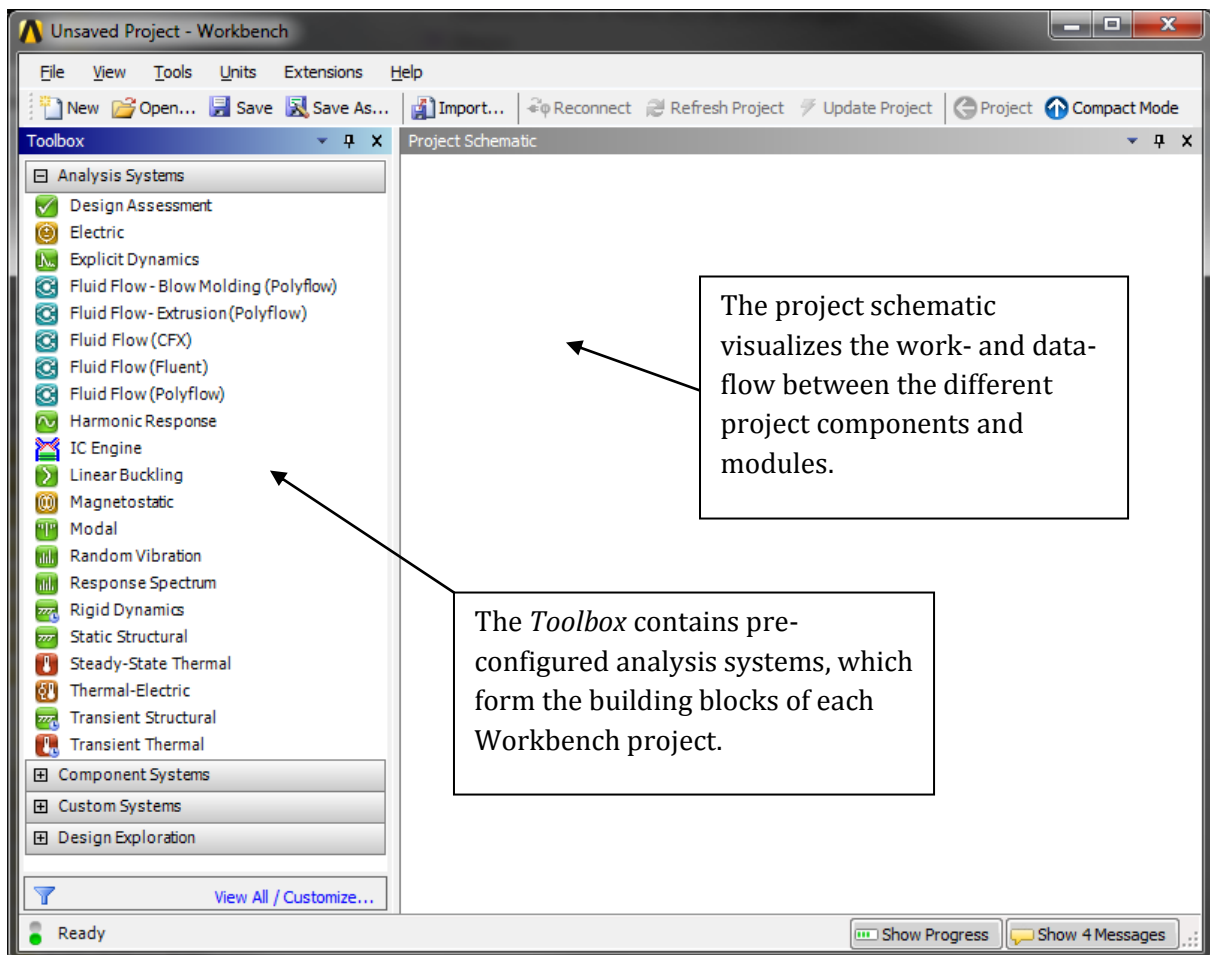 Unsaved Project - Workbench
File View Tools Units Extensions Help
New Open... Save Save As... Import... Reconnect Refresh Project Update Project Project Compact Mode
Toolbox
Project Schematic
Analysis Systems
Design Assessment
Electric
Explicit Dynamics
Fluid Flow - Blow Molding (Polyflow)
Fluid Flow - Extrusion (Polyflow)
Fluid Flow (CFX)
Fluid Flow (Fluent)
Fluid Flow (Polyflow)
Harmonic Response
IC Engine
Linear Buckling
Magnetostatic
Modal
Random Vibration
Response Spectrum
Rigid Dynamics
Static Structural
Steady-State Thermal
Thermal-Electric
Transient Structural
Transient Thermal
Component Systems
Custom Systems
Design Exploration
View All / Customize...
The project schematic
visualizes the work- and data-
flow between the different
project components and
modules.
The Toolbox contains pre-
configured analysis systems, which
form the building blocks of each
Workbench project.
Ready
Show Progress
Show 4 Messages